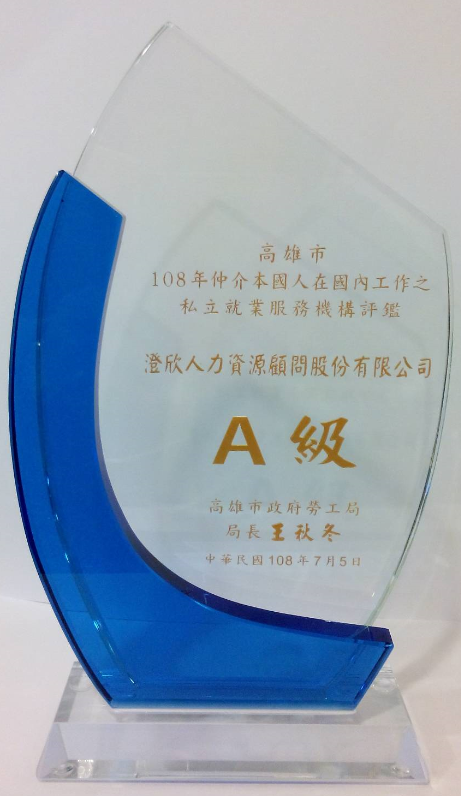 高雄市
108年仲介本國人在國內工作之
私立就業服務機構評鑑
澄欣人力資源顧問股份有限公司
A級
高雄市政府勞工局
局長王秋冬
中華民國108年7月5日